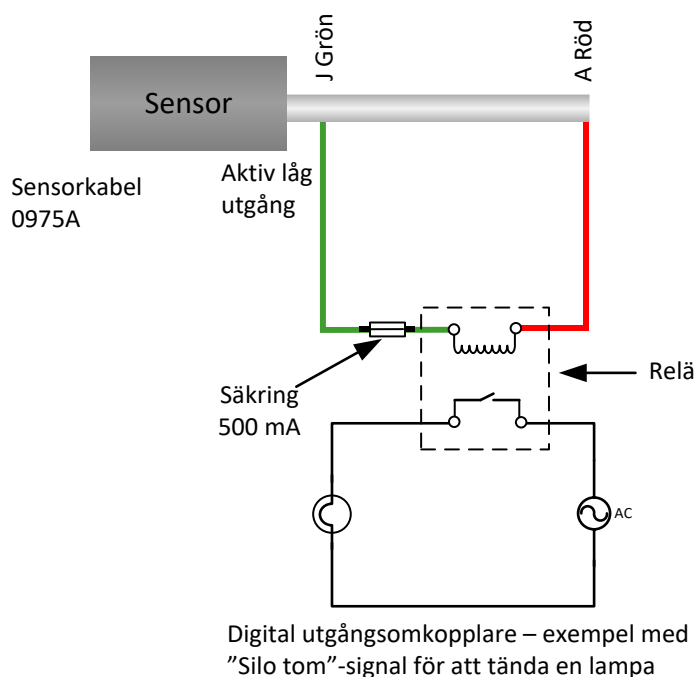 J Grön
A Röd
Sensor
Sensorkabel
0975A
Aktiv låg
utgång
Säkring
500 mA
Relä
AC
Digital utgångsomkopplare – exempel med
”Silo tom”-signal för att tända en lampa